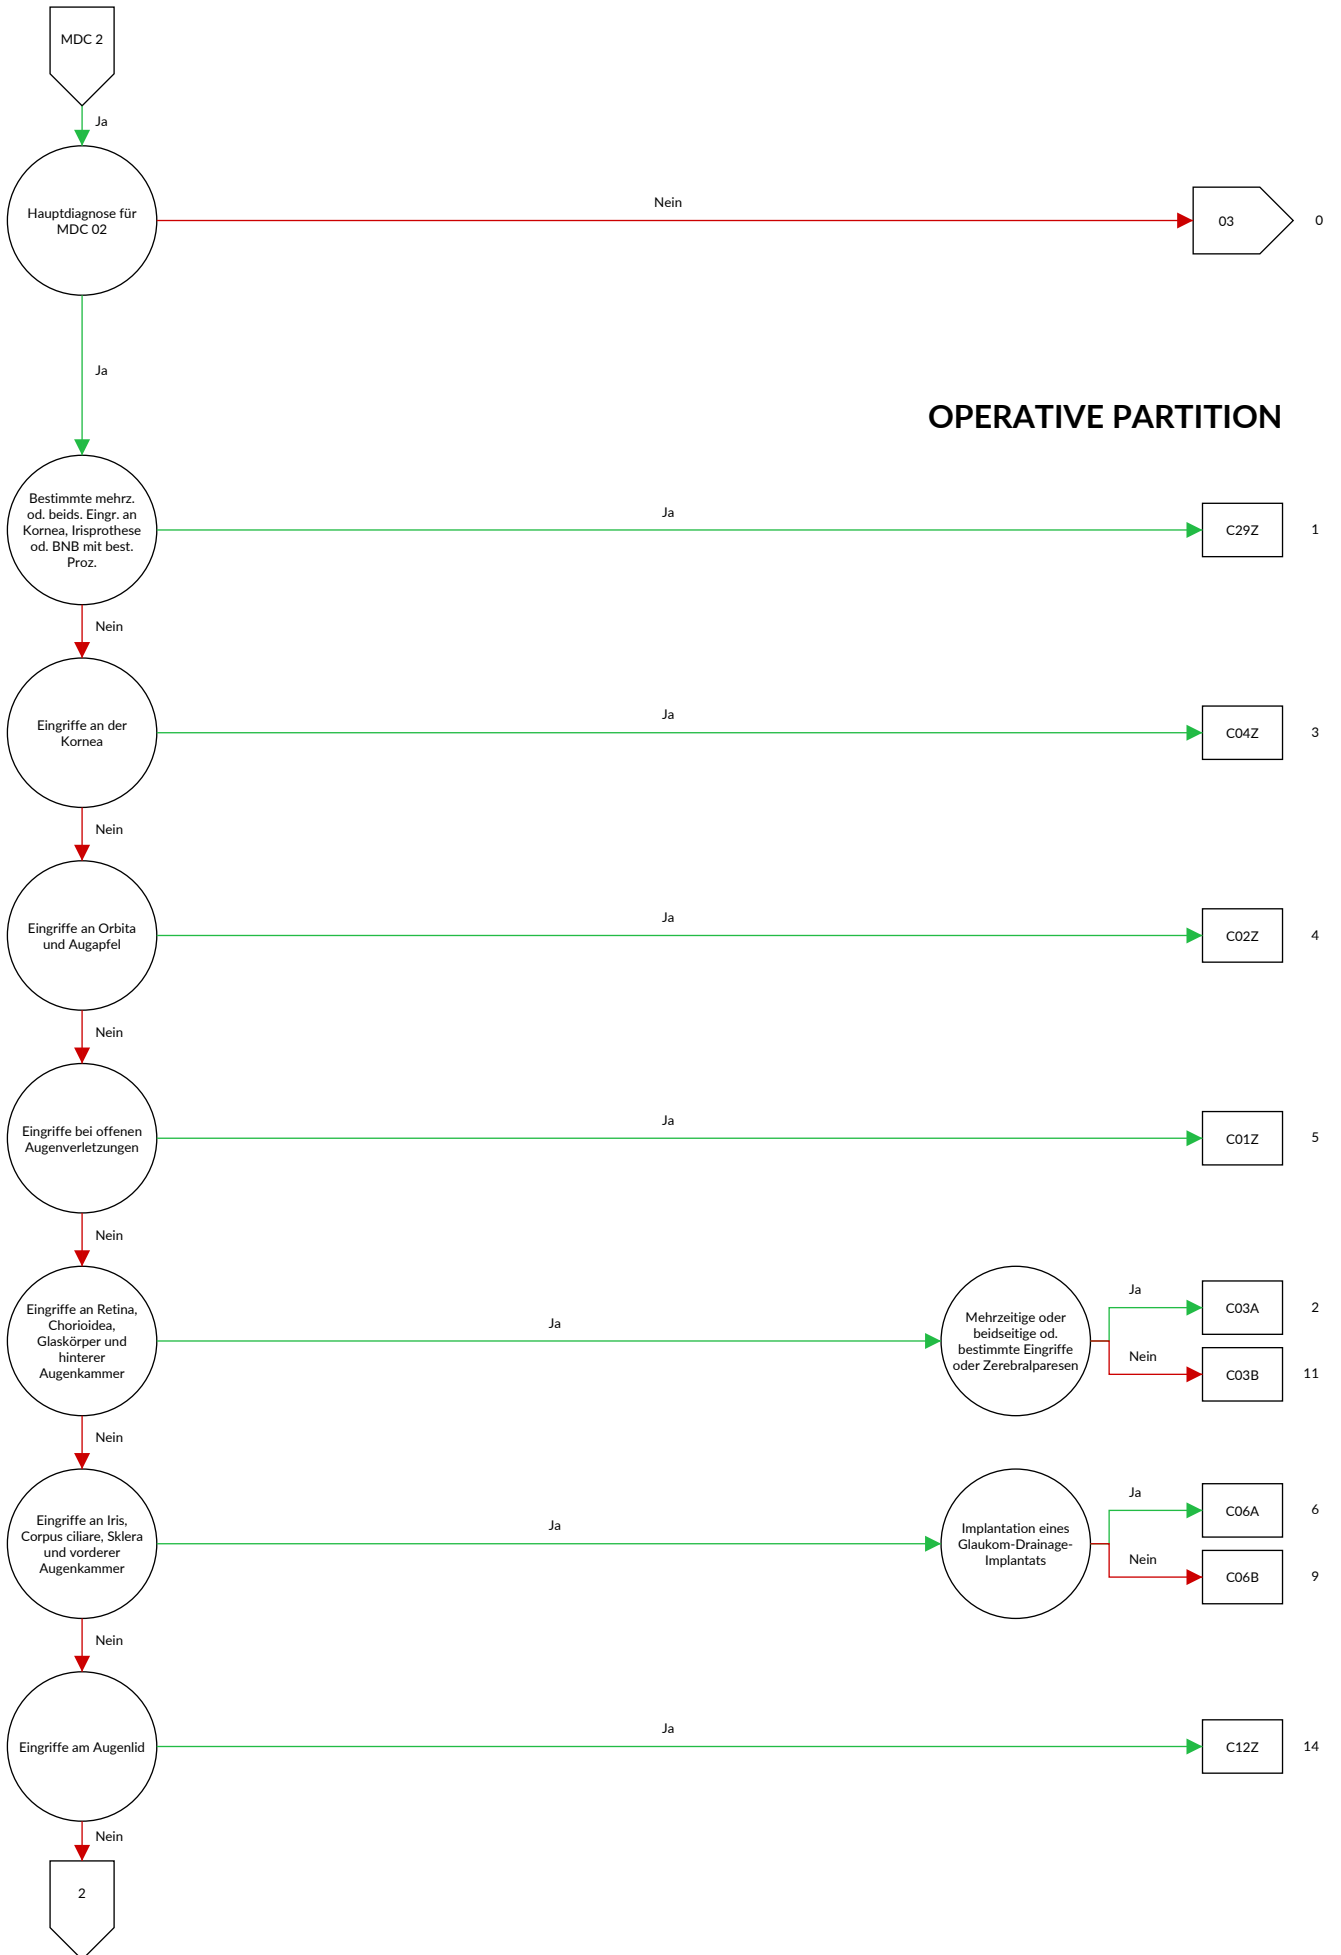 MDC 2
Ja
Hauptdiagnose für
MDC 02
Nein
03
0
Ja
OPERATIVE PARTITION
Bestimmte mehrz.
od. beids. Eingr. an
Kornea, Irisprothese
od. BNB mit best.
Proz.
Ja
C29Z
1
Nein
Eingriffe an der
Kornea
Ja
C04Z
3
Nein
Eingriffe an Orbita
und Augapfel
Ja
C02Z
4
Nein
Eingriffe bei offenen
Augenverletzungen
Ja
C01Z
5
Nein
Eingriffe an Retina,
Chorioidea,
Glaskörper und
hinterer
Augenkammer
Ja
Mehrzeitige oder
beidseitige od.
bestimmte Eingriffe
oder Zerebralparesen
Ja
C03A
2
Nein
C03B
11
Nein
Eingriffe an Iris,
Corpus ciliare, Sklera
und vorderer
Augenkammer
Ja
Implantation eines
Glaukom-Drainage-
Implantats
Ja
C06A
6
Nein
C06B
9
Nein
Eingriffe am Augenlid
Ja
C12Z
14
Nein
2